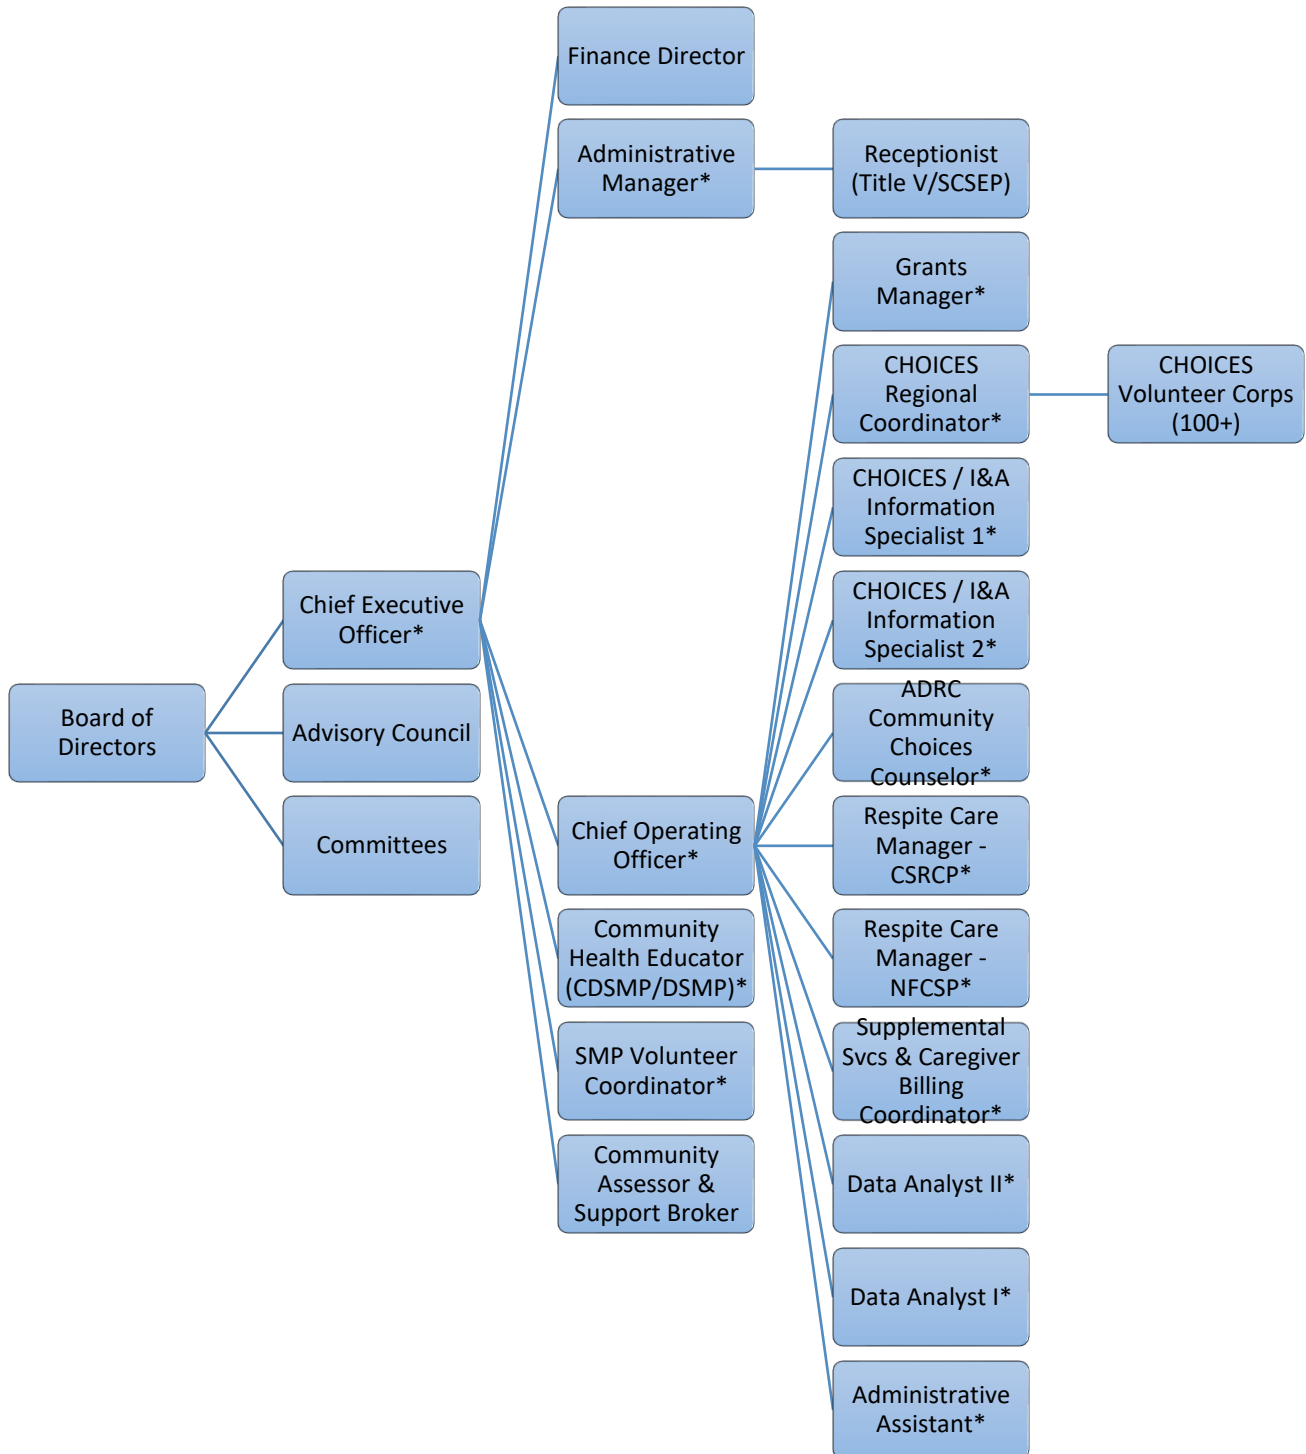 Finance Director
Administrative
Manager*
Receptionist
(Title V/SCSEP)
Grants
Manager*
CHOICES
Regional
Coordinator*
CHOICES
Volunteer Corps
(100+)
CHOICES / I&A
Information
Specialist 1*
Chief Executive
Officer*
CHOICES / I&A
Information
Specialist 2*
Board of
Directors
Advisory Council
ADRC
Community
Choices
Counselor*
Committees
Chief Operating
Officer*
Respite Care
Manager -
CSRCP*
Community
Health Educator
(CDSMP/DSMP)*
Respite Care
Manager -
NFCSP*
SMP Volunteer
Coordinator*
Supplemental
Svcs & Caregiver
Billing
Coordinator*
Community
Assessor &
Support Broker
Data Analyst II*
Data Analyst I*
Administrative
Assistant*